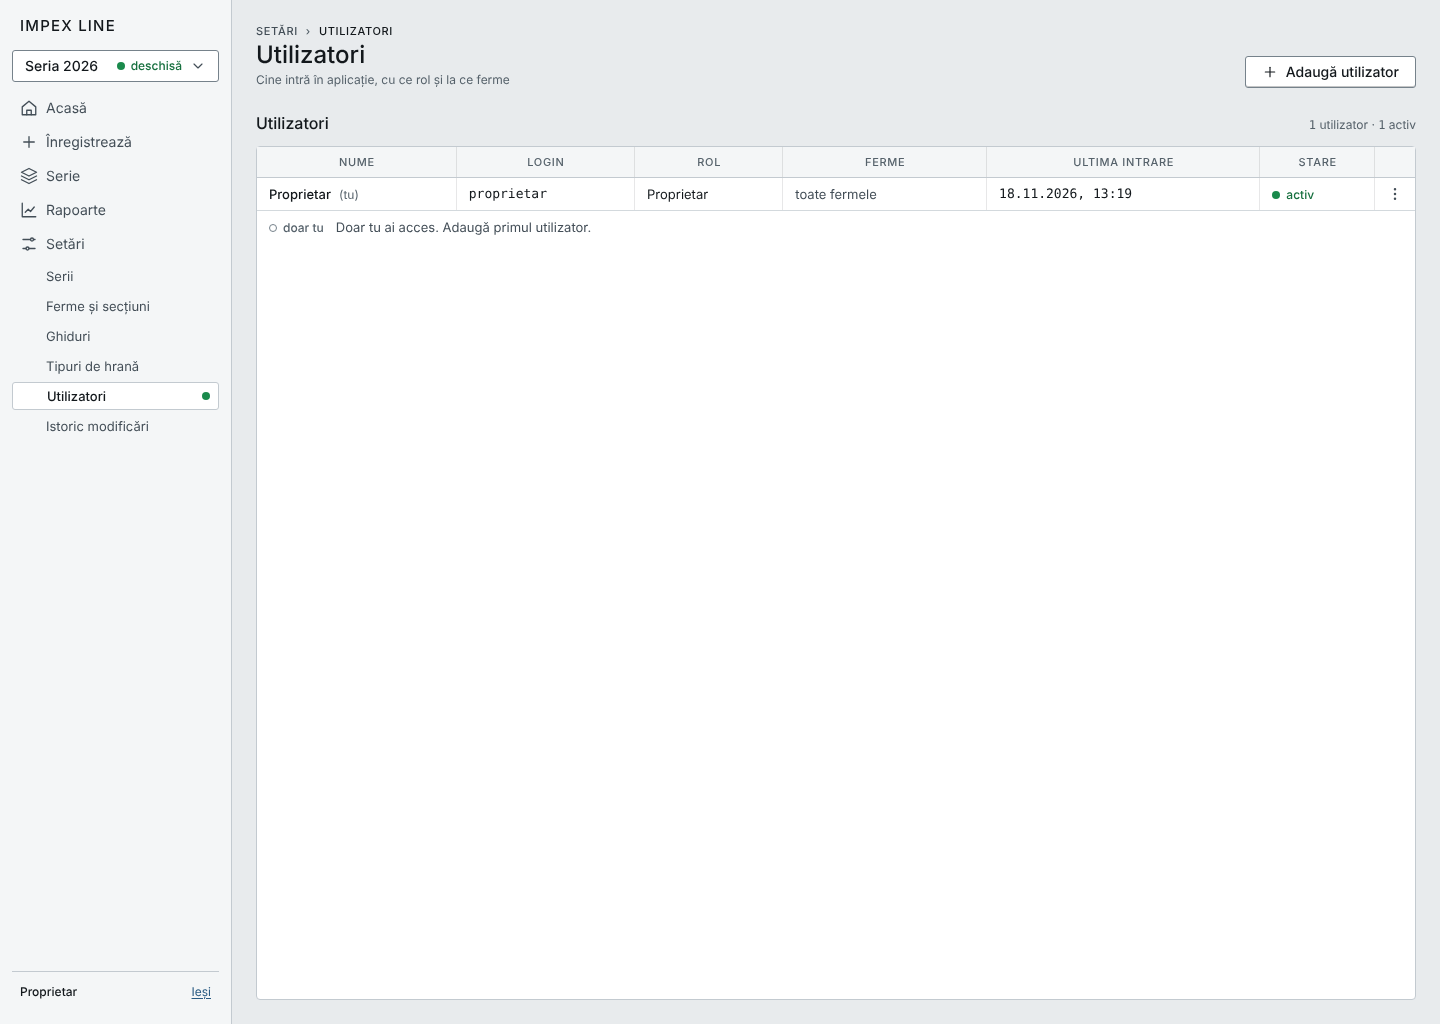 IMPEX LINE
Seria 2026 deschisă
Acasă
Înregistrează
Serie
Rapoarte
Setări
Serii
Ferme și secțiuni
Ghiduri
Tipuri de hrană
Utilizatori
Istoric modificări
Proprietar Ieși
SETĂRI › UTILIZATORI
Utilizatori
Cine intră în aplicație, cu ce rol și la ce ferme
Adaugă utilizator
Utilizatori
1 utilizator · 1 activ
NUME LOGIN ROL FERME ULTIMA INTRARE STARE
Proprietar (tu) proprietar Proprietar toate fermele 18.11.2026, 13:19 activ
doar tu Doar tu ai acces. Adaugă primul utilizator.